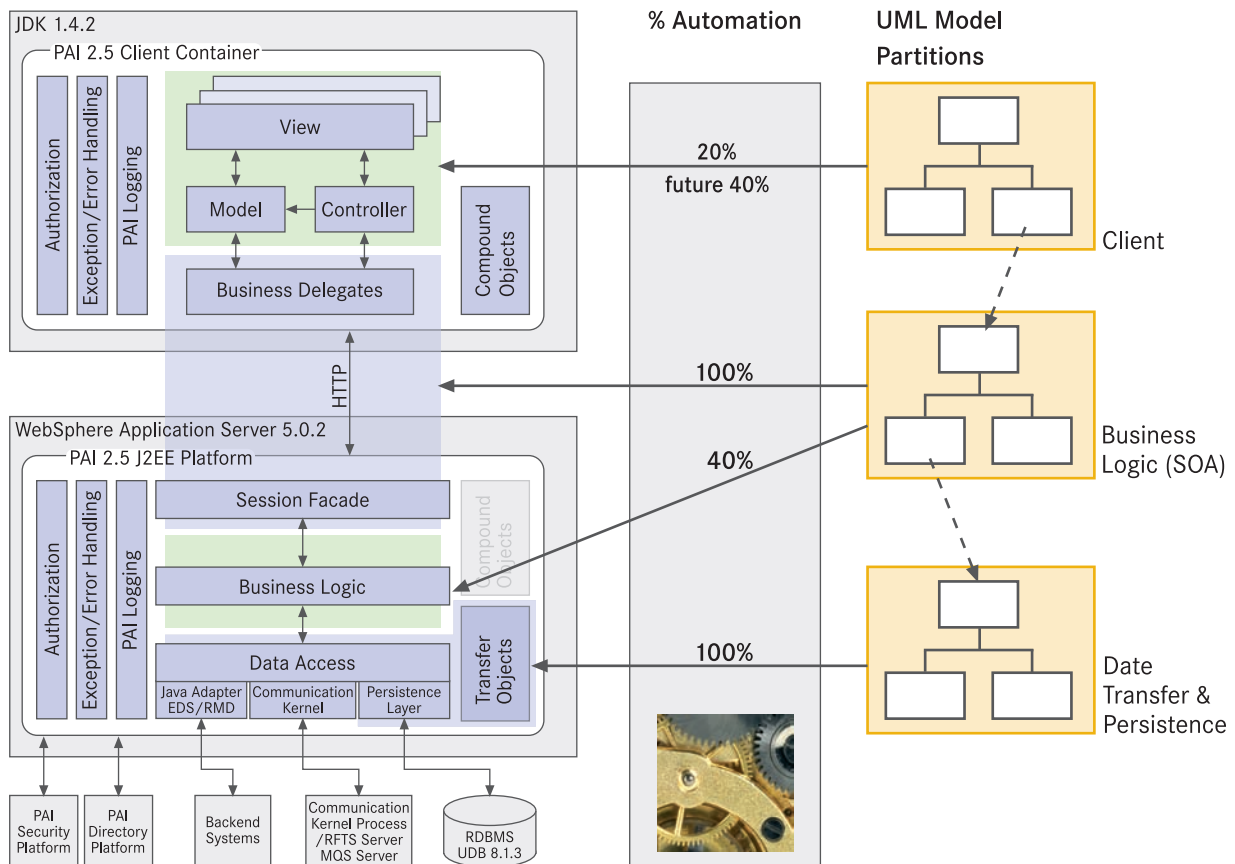 JDK 1.4.2
PAI 2.5 Client Container
Authorization
Exception/Error Handling
PAI Logging
View
Model
Controller
Business Delegates
Compound
Objects
HTTP
WebSphere Application Server 5.0.2
PAI 2.5 J2EE Platform
Authorization
Exception/Error Handling
PAI Logging
Session Facade
Business Logic
Data Access
Java Adapter
EDS/RMD
Communication
Kernel
Persistence
Layer
Compound
Objects
Transfer
Objects
PAI
Security
Platform
PAI
Directory
Platform
Backend
Systems
Communication
Kernel Process
/RFTS Server
MQS Server
RDBMS
UDB 8.1.3
% Automation
20%
future 40%
100%
40%
100%
UML Model
Partitions
Client
Business
Logic (SOA)
Date
Transfer &
Persistence